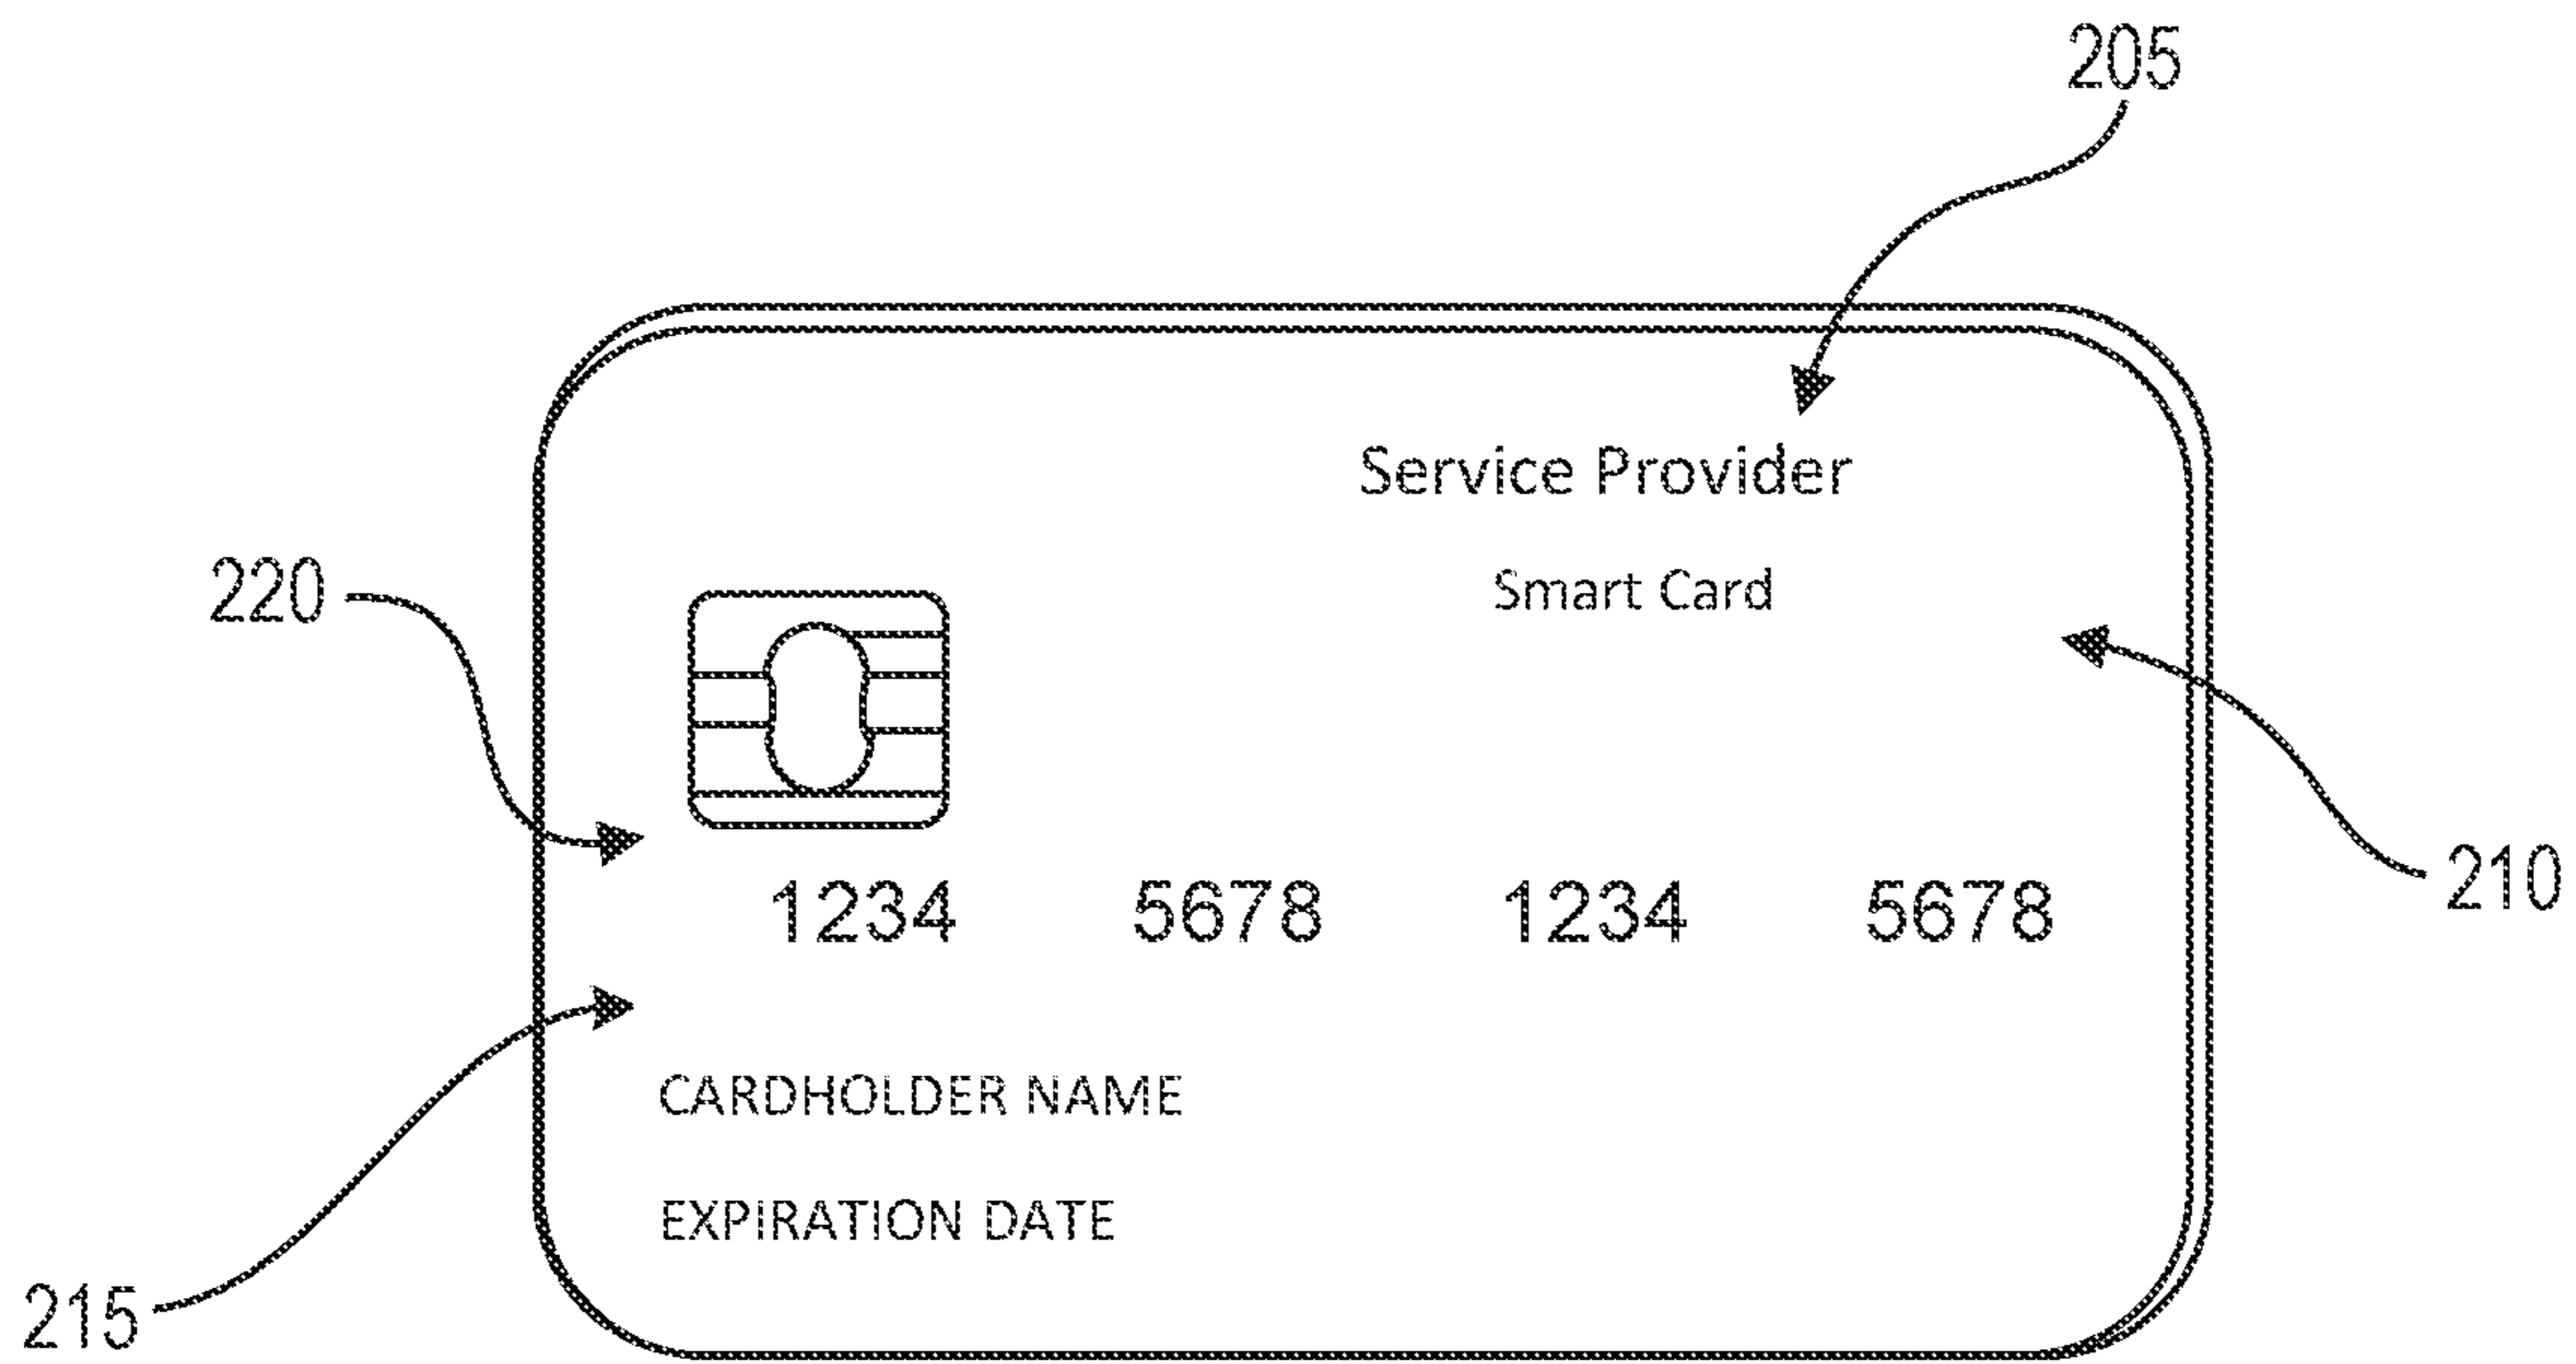 205
Service Provider
220
Smart Card
210
1234 5678 1234 5678
CARDHOLDER NAME
EXPIRATION DATE
215